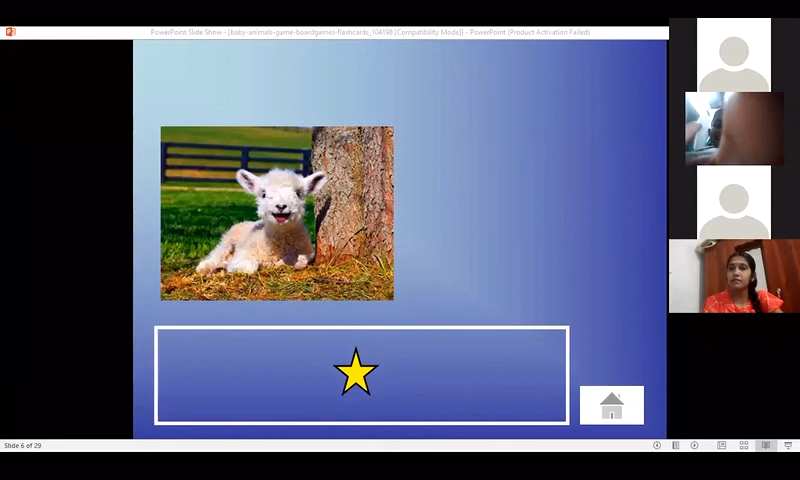 PowerPoint Slide Show - [baby-animals-game-boardgames-flashcards_104198 [Compatibility Mode]] - PowerPoint (Product Activation Failed)
Slide 6 of 29